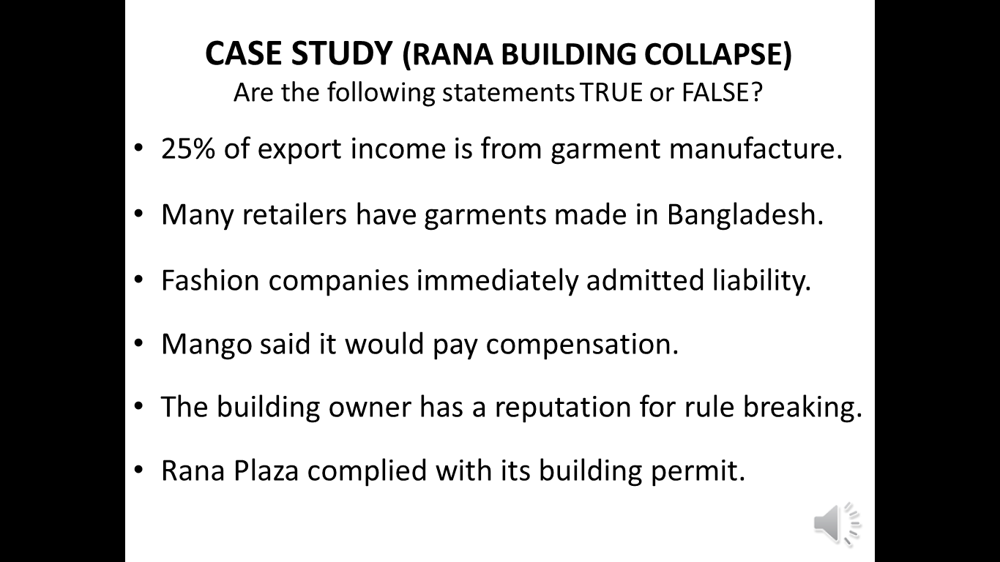 CASE STUDY (RANA BUILDING COLLAPSE)
Are the following statements TRUE or FALSE?
• 25% of export income is from garment manufacture.
• Many retailers have garments made in Bangladesh.
• Fashion companies immediately admitted liability.
• Mango said it would pay compensation.
• The building owner has a reputation for rule breaking.
• Rana Plaza complied with its building permit.